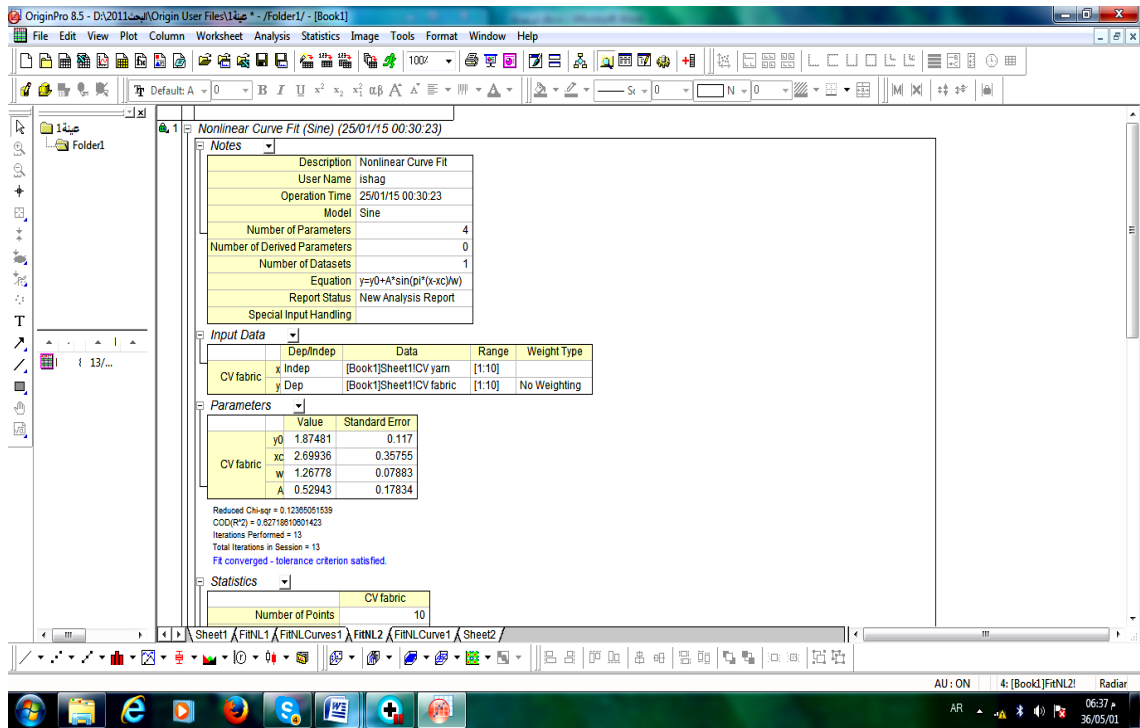 OriginPro 8.5 - D:\2011البحث\Origin User Files\1عينة * - /Folder1/ - [Book1]
File Edit View Plot Column Worksheet Analysis Statistics Image Tools Format Window Help
100%
Default: A 0 B I U αβ 0 N 0
عينة1
Folder1
13/...
1 Nonlinear Curve Fit (Sine) (25/01/15 00:30:23)
Notes
Description Nonlinear Curve Fit
User Name ishag
Operation Time 25/01/15 00:30:23
Model Sine
Number of Parameters 4
Number of Derived Parameters 0
Number of Datasets 1
Equation y=y0+A*sin(pi*(x-xc)/w)
Report Status New Analysis Report
Special Input Handling
Input Data
Dep/Indep Data Range Weight Type
CV fabric x Indep [Book1]Sheet1!CV yarn [1:10]
y Dep [Book1]Sheet1!CV fabric [1:10] No Weighting
Parameters
Value Standard Error
CV fabric y0 1.87481 0.117
xc 2.69936 0.35755
w 1.26778 0.07883
A 0.52943 0.17834
Reduced Chi-sqr = 0.12365051539
COD(R^2) = 0.62718610601423
Iterations Performed = 13
Total Iterations in Session = 13
Fit converged - tolerance criterion satisfied.
Statistics
CV fabric
Number of Points 10
Sheet1 FitNL1 FitNLCurves1 FitNL2 FitNLCurve1 Sheet2
AU : ON 4: [Book1]FitNL2! Radian
AR 06:37 م
36/05/01